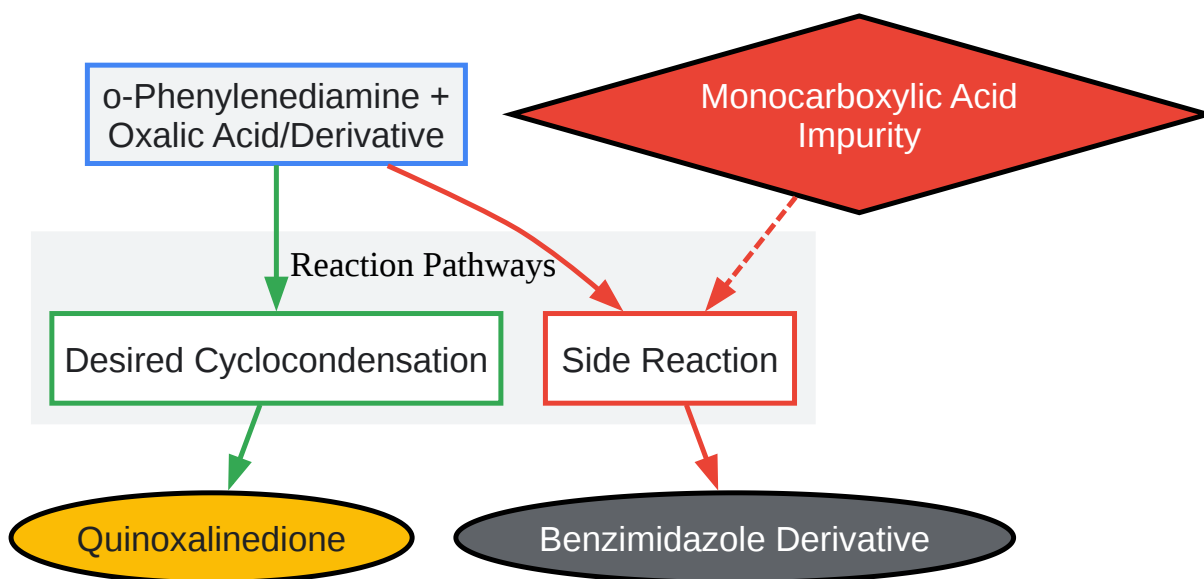 o-Phenylenediamine +
Oxalic Acid/Derivative
Monocarboxylic Acid
Impurity
Reaction Pathways
Desired Cyclocondensation
Side Reaction
Quinoxalinedione
Benzimidazole Derivative